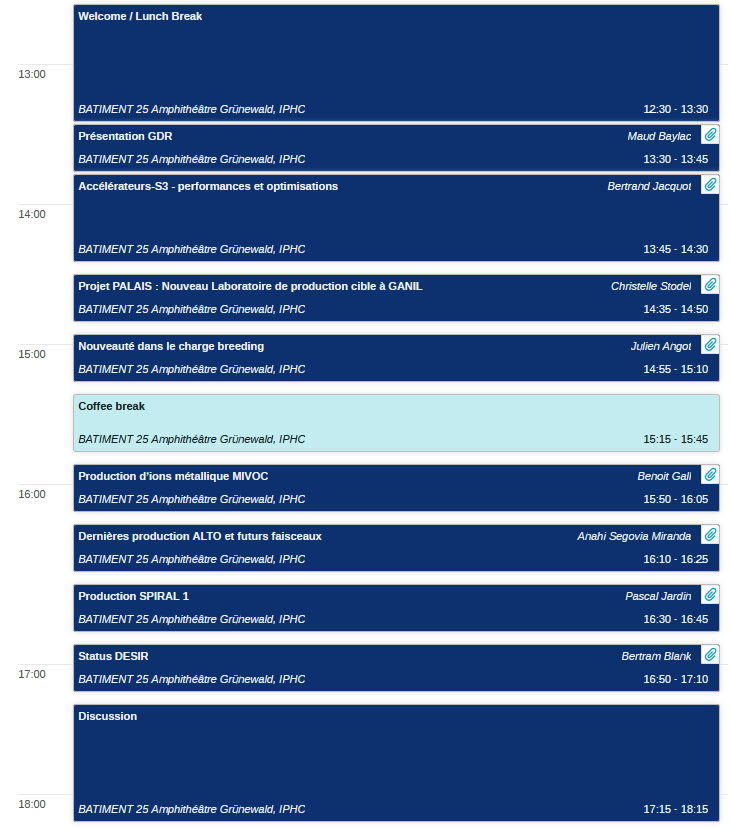 Welcome / Lunch Break
13:00
BATIMENT 25 Amphithéâtre Grünewald, IPHC 12:30 - 13:30
Présentation GDR Maud Baylac
BATIMENT 25 Amphithéâtre Grünewald, IPHC 13:30 - 13:45
Accélérateurs-S3 - performances et optimisations Bertrand Jacquot
14:00
BATIMENT 25 Amphithéâtre Grünewald, IPHC 13:45 - 14:30
Projet PALAIS : Nouveau Laboratoire de production cible à GANIL Christelle Stodel
BATIMENT 25 Amphithéâtre Grünewald, IPHC 14:35 - 14:50
Nouveauté dans le charge breeding Julien Angot
15:00
BATIMENT 25 Amphithéâtre Grünewald, IPHC 14:55 - 15:10
Coffee break
BATIMENT 25 Amphithéâtre Grünewald, IPHC 15:15 - 15:45
Production d'ions métallique MIVOC Benoit Gall
16:00
BATIMENT 25 Amphithéâtre Grünewald, IPHC 15:50 - 16:05
Dernières production ALTO et futurs faisceaux Anahi Segovia Miranda
BATIMENT 25 Amphithéâtre Grünewald, IPHC 16:10 - 16:25
Production SPIRAL 1 Pascal Jardin
BATIMENT 25 Amphithéâtre Grünewald, IPHC 16:30 - 16:45
Status DESIR Bertram Blank
17:00
BATIMENT 25 Amphithéâtre Grünewald, IPHC 16:50 - 17:10
Discussion
18:00
BATIMENT 25 Amphithéâtre Grünewald, IPHC 17:15 - 18:15